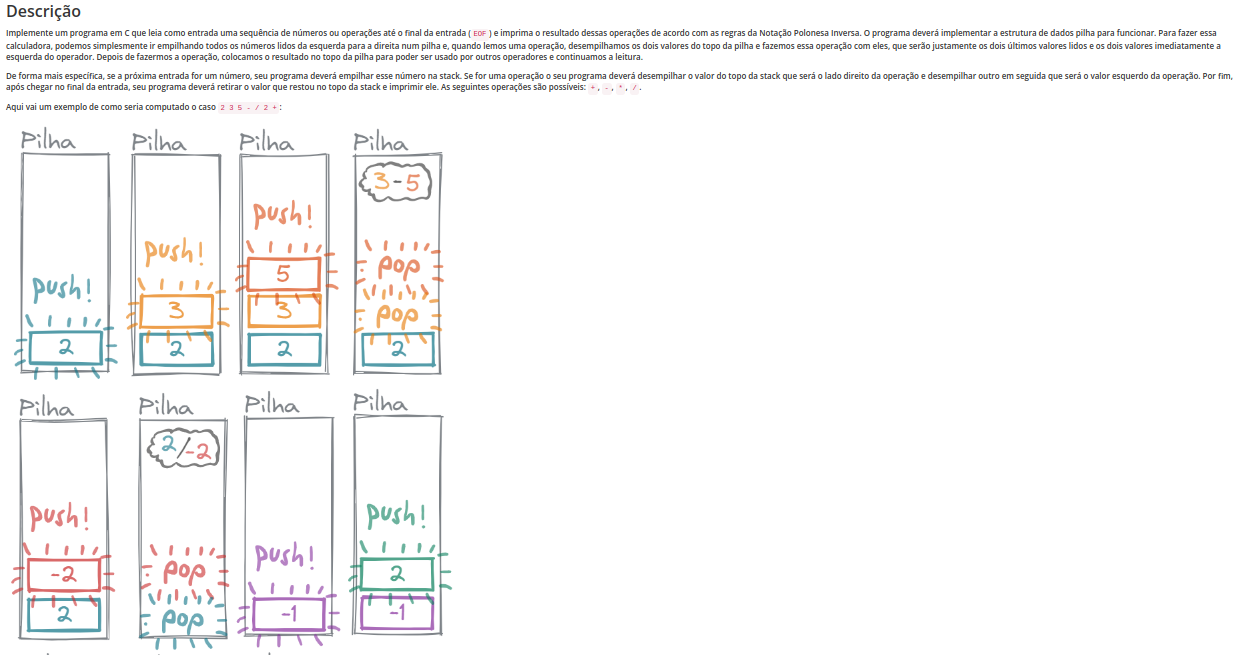 Descrição
Implemente um programa em C que leia como entrada uma sequência de números ou operações até o final da entrada ( EOF ) e imprima o resultado dessas operações de acordo com as regras da Notação Polonesa Inversa. O programa deverá implementar a estrutura de dados pilha para funcionar. Para fazer essa
calculadora, podemos simplesmente ir empilhando todos os números lidos da esquerda para a direita num pilha e, quando lemos uma operação, desempilhamos os dois valores do topo da pilha e fazemos essa operação com eles, que serão justamente os dois últimos valores lidos e os dois valores imediatamente a
esquerda do operador. Depois de fazermos a operação, colocamos o resultado no topo da pilha para poder ser usado por outros operadores e continuamos a leitura.
De forma mais específica, se a próxima entrada for um número, seu programa deverá empilhar esse número na stack. Se for uma operação o seu programa deverá desempilhar o valor do topo da stack que será o lado direito da operação e desempilhar outro em seguida que será o valor esquerdo da operação. Por fim,
após chegar no final da entrada, seu programa deverá retirar o valor que restou no topo da stack e imprimir ele. As seguintes operações são possíveis: + , - , * , / .
Aqui vai um exemplo de como seria computado o caso 2 3 5 - / 2 + :
Pilha Pilha Pilha Pilha
3-5
push!
push!
pop
5
push!
3 3 pop
2 2 2 2
Pilha Pilha Pilha Pilha
2/-2
push! push!
push!
-2 pop 2
2 pop -1 -1